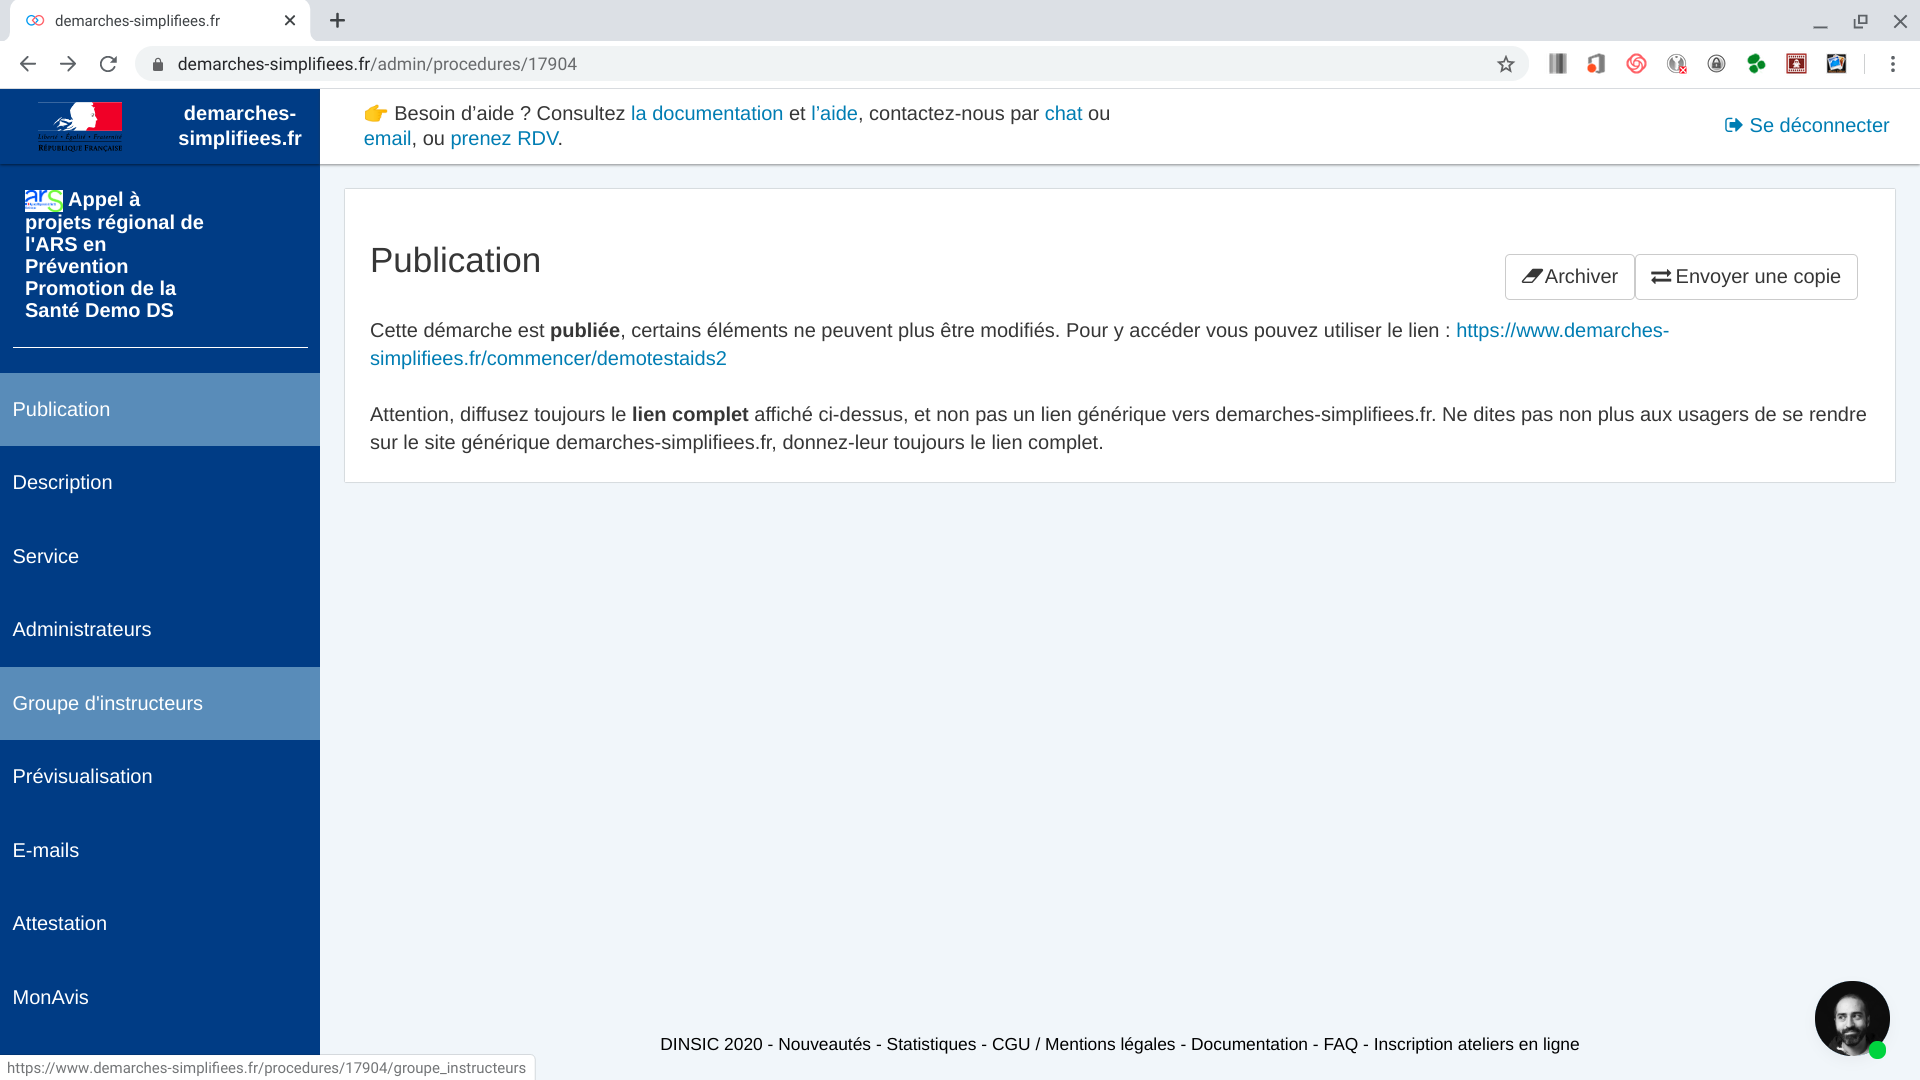 demarches-simplifiees.fr
demarches-simplifiees.fr/admin/procedures/17904
Liberté • Égalité • Fraternité
RÉPUBLIQUE FRANÇAISE
demarches-
simplifiees.fr
👉 Besoin d’aide ? Consultez la documentation et l’aide, contactez-nous par chat ou
email, ou prenez RDV.
Se déconnecter
ars Appel à
projets régional de
l'ARS en
Prévention
Promotion de la
Santé Demo DS
Publication
Description
Service
Administrateurs
Groupe d'instructeurs
Prévisualisation
E-mails
Attestation
MonAvis
Publication
Archiver
Envoyer une copie
Cette démarche est publiée, certains éléments ne peuvent plus être modifiés. Pour y accéder vous pouvez utiliser le lien : https://www.demarches-
simplifiees.fr/commencer/demotestaids2
Attention, diffusez toujours le lien complet affiché ci-dessus, et non pas un lien générique vers demarches-simplifiees.fr. Ne dites pas non plus aux usagers de se rendre
sur le site générique demarches-simplifiees.fr, donnez-leur toujours le lien complet.
DINSIC 2020 - Nouveautés - Statistiques - CGU / Mentions légales - Documentation - FAQ - Inscription ateliers en ligne
https://www.demarches-simplifiees.fr/procedures/17904/groupe_instructeurs